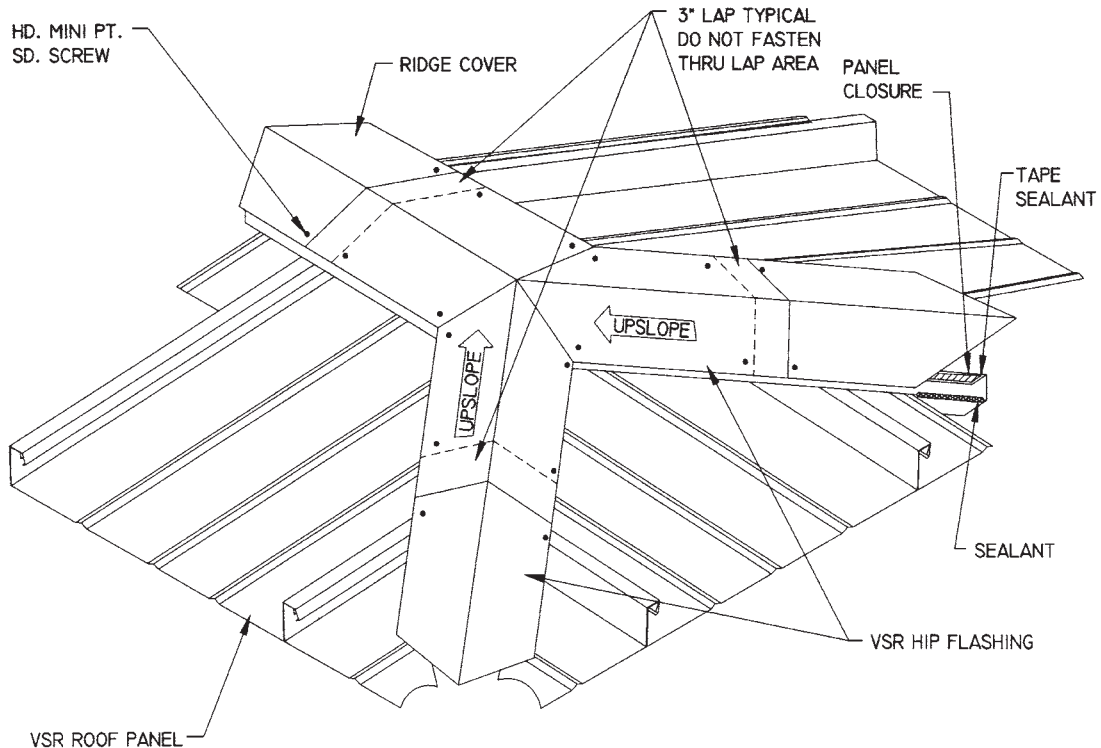 HD. MINI PT.
SD. SCREW
RIDGE COVER
3" LAP TYPICAL
DO NOT FASTEN
THRU LAP AREA
PANEL
CLOSURE
TAPE
SEALANT
UPSLOPE
UPSLOPE
SEALANT
VSR HIP FLASHING
VSR ROOF PANEL